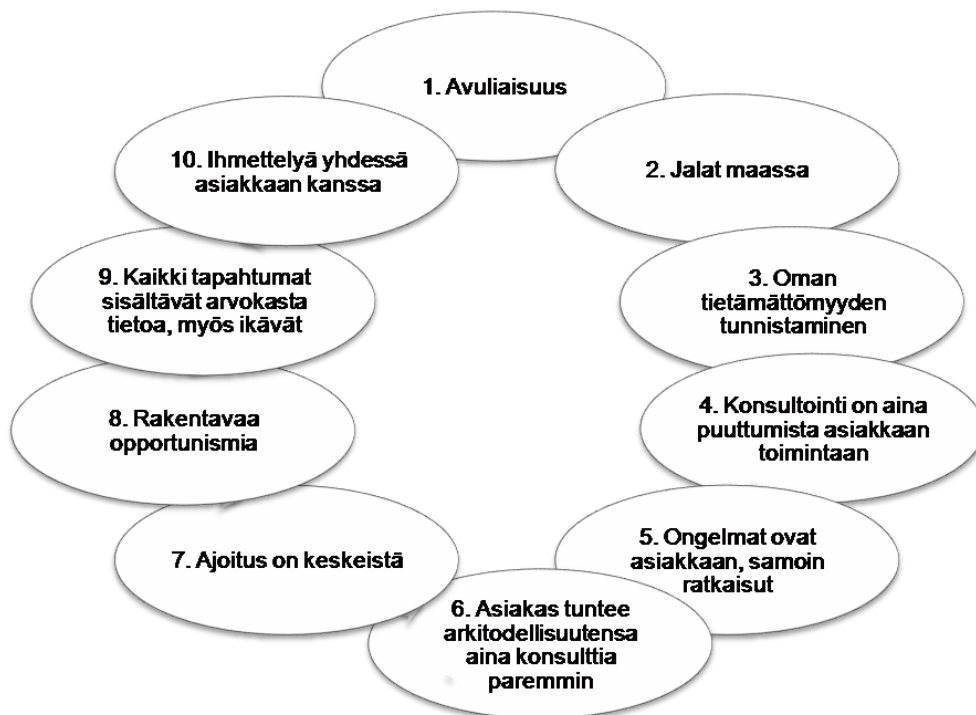 1. Avuliaisuus
2. Jalat maassa
3. Oman
tietämättömyyden
tunnistaminen
4. Konsultointi on aina
puuttumista asiakkaan
toimintaan
5. Ongelmat ovat
asiakkaan, samoin
ratkaisut
6. Asiakas tuntee
arkitodellisuutensa
aina konsulttia
paremmin
7. Ajoitus on keskeistä
8. Rakentavaa
opportunismia
9. Kaikki tapahtumat
sisältävät arvokasta
tietoa, myös ikävät
10. Ihmettelyä yhdessä
asiakkaan kanssa